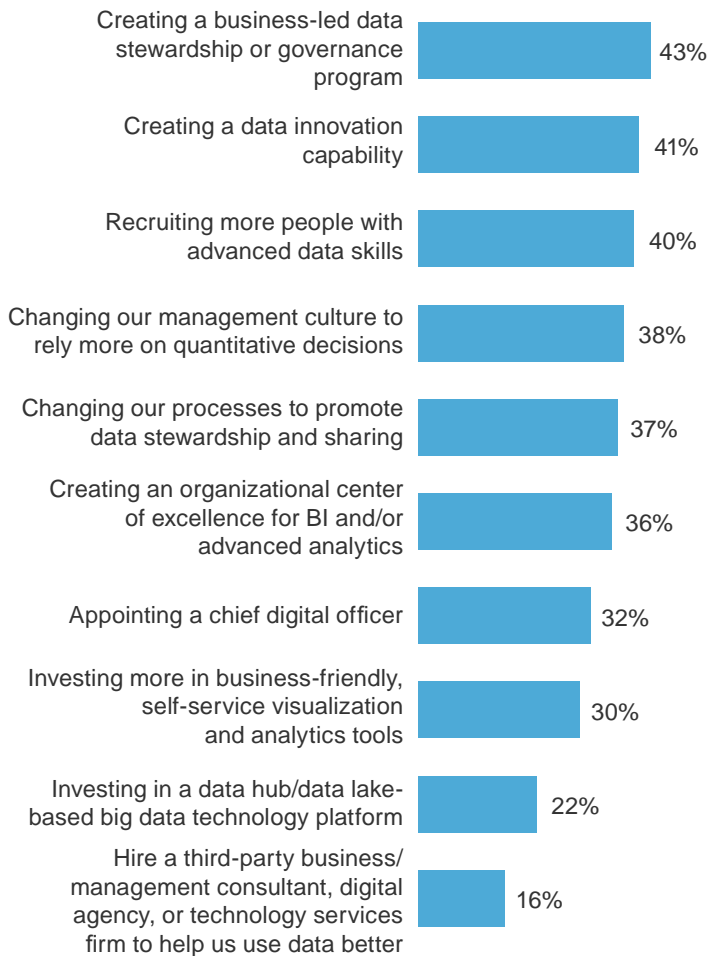 Creating a business-led data
stewardship or governance
program
43%
Creating a data innovation
capability
41%
Recruiting more people with
advanced data skills
40%
Changing our management culture to
rely more on quantitative decisions
38%
Changing our processes to promote
data stewardship and sharing
37%
Creating an organizational center
of excellence for BI and/or
advanced analytics
36%
Appointing a chief digital officer
32%
Investing more in business-friendly,
self-service visualization
and analytics tools
30%
Investing in a data hub/data lake-
based big data technology platform
22%
Hire a third-party business/
management consultant, digital
agency, or technology services
firm to help us use data better
16%